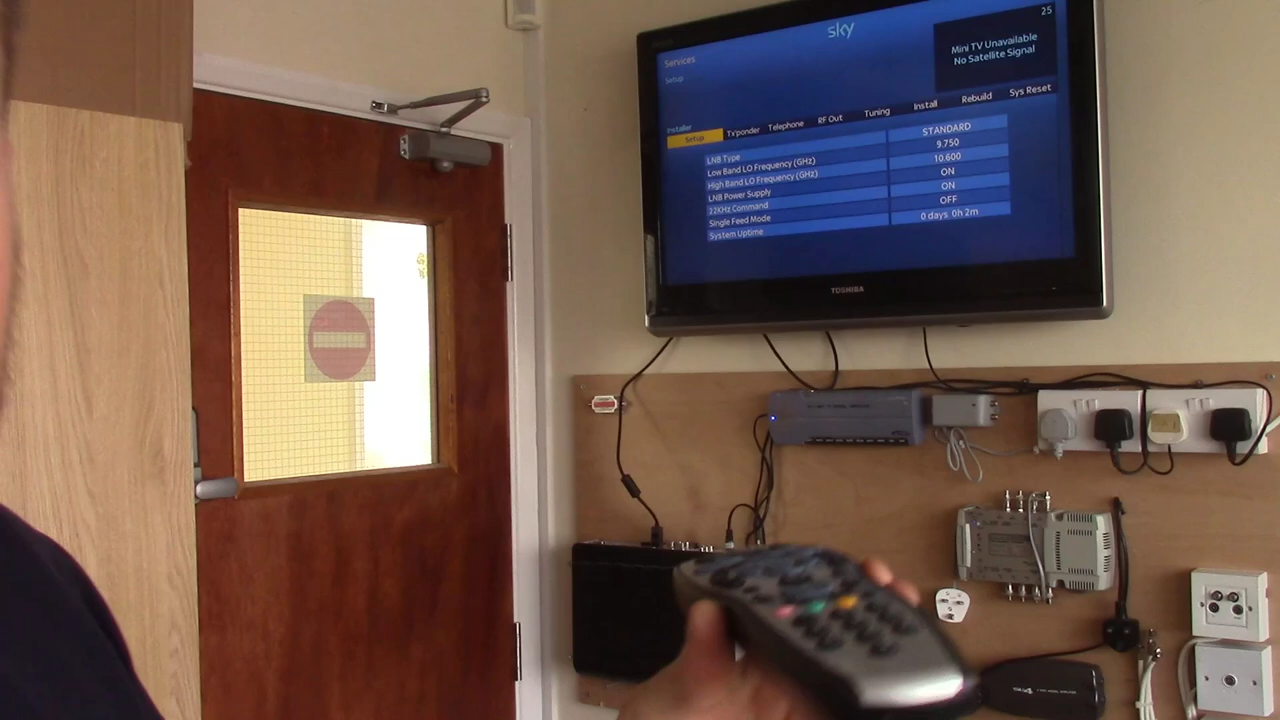 sky
25
Services
Setup
Mini TV Unavailable
No Satellite Signal
Installer
Setup Tx'ponder Telephone RF Out Tuning Install Rebuild Sys Reset
LNB Type STANDARD
Low Band LO Frequency (GHz) 9.750
High Band LO Frequency (GHz) 10.600
LNB Power Supply ON
22KHz Command ON
Single Feed Mode OFF
System Uptime 0 days 0h 2m
TOSHIBA